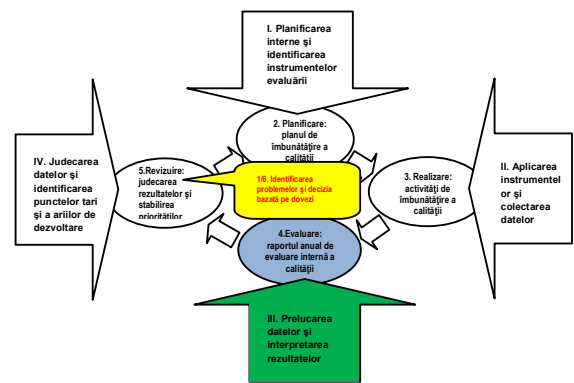 I. Planificarea
interne şi
identificarea
instrumentelor
evaluării
2. Planificare:
planul de
îmbunătăţire a
calităţii
IV. Judecarea
datelor şi
identificarea
punctelor tari
şi a ariilor de
dezvoltare
5.Revizuire:
judecarea
rezultatelor şi
stabilirea
priorităţilor
1/6. Identificarea
problemelor şi decizia
bazată pe dovezi
3. Realizare:
activităţi de
îmbunătăţire a
calităţii
II. Aplicarea
instrumentel
or şi
colectarea
datelor
4.Evaluare:
raportul anual de
evaluare internă a
calităţii
III. Prelucarea
datelor şi
interpretarea
rezultatelor